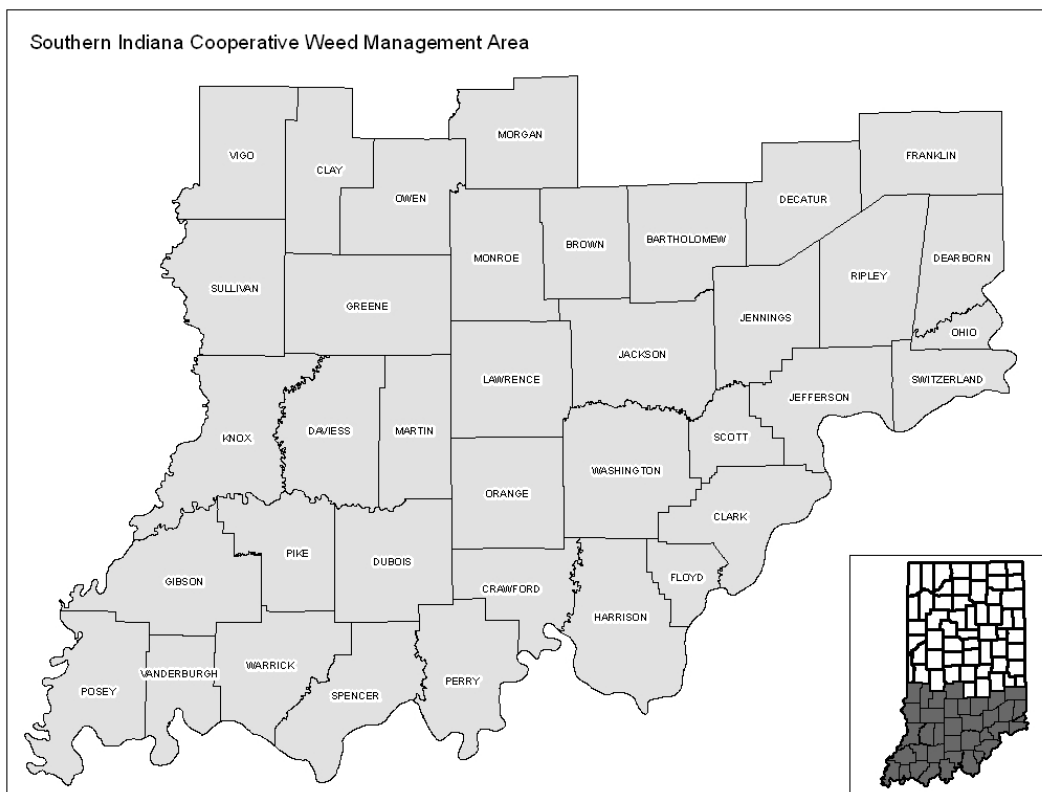 Southern Indiana Cooperative Weed Management Area
MORGAN
VIGO
FRANKLIN
CLAY
DECATUR
OWEN
BROWN
BARTHOLOMEW
MONROE
DEARBORN
RIPLEY
SULLIVAN
GREENE
JENNINGS
OHIO
JACKSON
LAWRENCE
SWITZERLAND
JEFFERSON
DAVIESS
MARTIN
SCOTT
KNOX
WASHINGTON
ORANGE
CLARK
PIKE
DUBOIS
FLOYD
GIBSON
CRAWFORD
HARRISON
WARRICK
VANDERBURGH
PERRY
POSEY
SPENCER